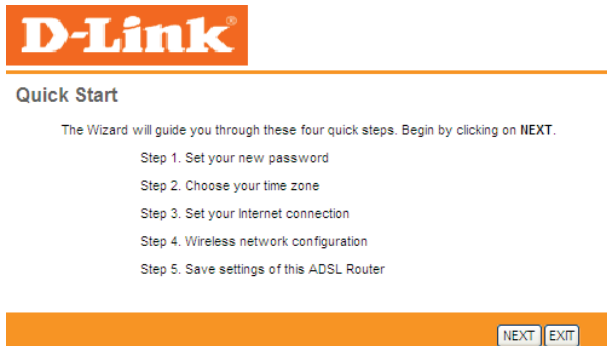 D-Link®
Quick Start
The Wizard will guide you through these four quick steps. Begin by clicking on NEXT.
Step 1. Set your new password
Step 2. Choose your time zone
Step 3. Set your Internet connection
Step 4. Wireless network configuration
Step 5. Save settings of this ADSL Router
NEXT EXIT